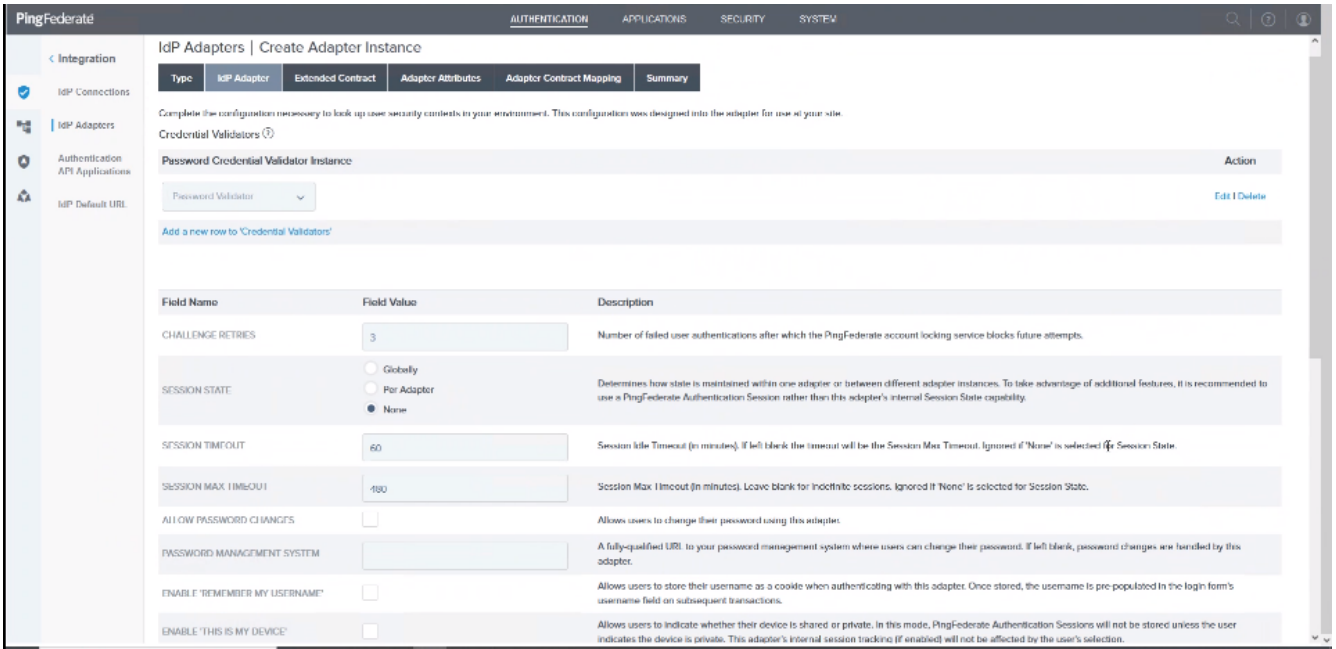 PingFederate
AUTHENTICATION APPLICATIONS SECURITY SYSTEM
Integration
IdP Connections
IdP Adapters
Authentication
API Applications
IdP Default URL
IdP Adapters | Create Adapter Instance
Type IdP Adapter Extended Contract Adapter Attributes Adapter Contract Mapping Summary
Complete the configuration necessary to look up user security contexts in your environment. This configuration was designed into the adapter for use at your site.
Credential Validators
Password Credential Validator Instance Action
Password Validator Edit | Delete
Add a new row to 'Credential Validators'
Field Name Field Value Description
CHALLENGE RETRIES 3 Number of failed user authentications after which the PingFederate account locking service blocks future attempts.
Globally
SESSION STATE Per Adapter Determines how state is maintained within one adapter or between different adapter instances. To take advantage of additional features, it is recommended to
use a PingFederate Authentication Session rather than this adapter's internal Session State capability.
None
SESSION TIMEOUT 60 Session Idle Timeout (in minutes). If left blank the timeout will be the Session Max Timeout. Ignored if 'None' is selected for Session State.
SESSION MAX TIMEOUT 480 Session Max Timeout (in minutes). Leave blank for indefinite sessions. Ignored if 'None' is selected for Session State.
ALLOW PASSWORD CHANGES Allows users to change their password using this adapter.
PASSWORD MANAGEMENT SYSTEM A fully-qualified URL to your password management system where users can change their password. If left blank, password changes are handled by this
adapter.
ENABLE 'REMEMBER MY USERNAME' Allows users to store their username as a cookie when authenticating with this adapter. Once stored, the username is pre-populated in the login form's
username field on subsequent transactions.
ENABLE 'THIS IS MY DEVICE' Allows users to indicate whether their device is shared or private. In this mode, PingFederate Authentication Sessions will not be stored unless the user
indicates the device is private. This adapter's internal session tracking (if enabled) will not be affected by the user's selection.